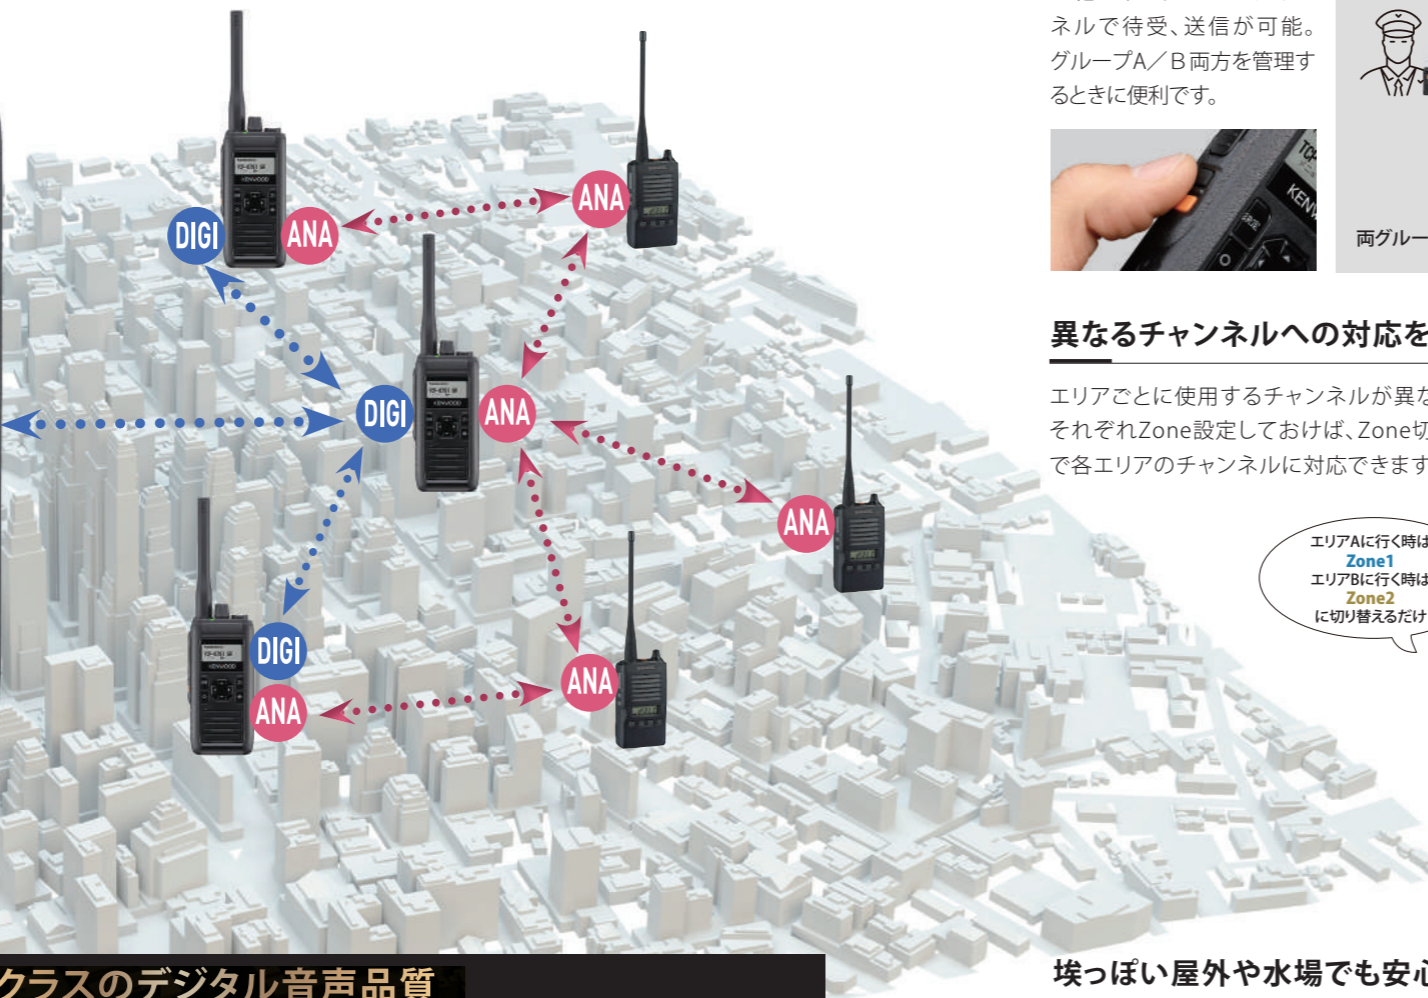 ネルで待受、送信が可能。
グループA／B両方を管理す
るときに便利です。
両グルー
KENWOOD
DIGI
ANA
ANA
KENWOOD
DIGI
ANA
ANA
KENWOOD
DIGI
ANA
ANA
異なるチャンネルへの対応を
エリアごとに使用するチャンネルが異な
それぞれZone設定しておけば、Zone切
で各エリアのチャンネルに対応できます
エリアAに行く時は
Zone1
エリアBに行く時は
Zone2
に切り替えるだけ
クラスのデジタル音声品質
埃っぽい屋外や水場でも安心